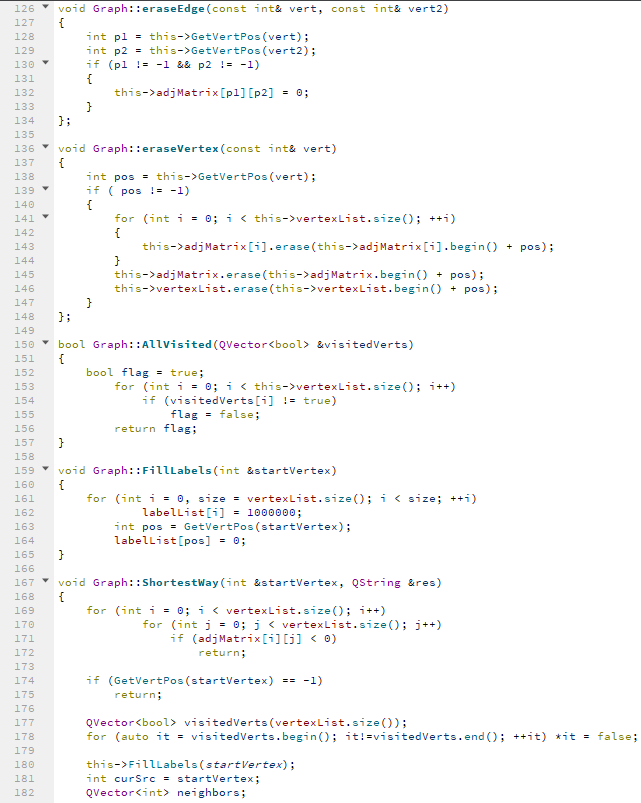 126 void Graph::eraseEdge(const int& vert, const int& vert2)
127 {
128     int p1 = this->GetVertPos(vert);
129     int p2 = this->GetVertPos(vert2);
130     if (p1 != -1 && p2 != -1)
131     {
132         this->adjMatrix[p1][p2] = 0;
133     }
134 };
135
136 void Graph::eraseVertex(const int& vert)
137 {
138     int pos = this->GetVertPos(vert);
139     if ( pos != -1)
140     {
141         for (int i = 0; i < this->vertexList.size(); ++i)
142         {
143             this->adjMatrix[i].erase(this->adjMatrix[i].begin() + pos);
144         }
145         this->adjMatrix.erase(this->adjMatrix.begin() + pos);
146         this->vertexList.erase(this->vertexList.begin() + pos);
147     }
148 };
149
150 bool Graph::AllVisited(QVector<bool> &visitedVerts)
151 {
152     bool flag = true;
153         for (int i = 0; i < this->vertexList.size(); i++)
154             if (visitedVerts[i] != true)
155                 flag = false;
156         return flag;
157 }
158
159 void Graph::FillLabels(int &startVertex)
160 {
161     for (int i = 0, size = vertexList.size(); i < size; ++i)
162             labelList[i] = 1000000;
163         int pos = GetVertPos(startVertex);
164         labelList[pos] = 0;
165 }
166
167 void Graph::ShortestWay(int &startVertex, QString &res)
168 {
169     for (int i = 0; i < vertexList.size(); i++)
170             for (int j = 0; j < vertexList.size(); j++)
171                 if (adjMatrix[i][j] < 0)
172                     return;
173
174     if (GetVertPos(startVertex) == -1)
175         return;
176
177     QVector<bool> visitedVerts(vertexList.size());
178     for (auto it = visitedVerts.begin(); it!=visitedVerts.end(); ++it) *it = false;
179
180     this->FillLabels(startVertex);
181     int curSrc = startVertex;
182     QVector<int> neighbors;